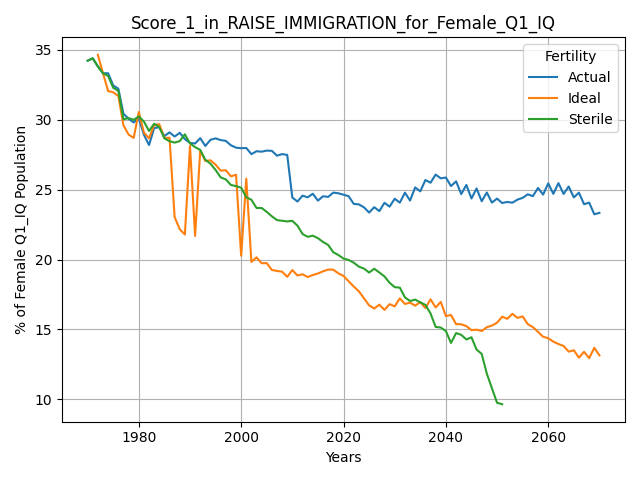 Score_1_in_RAISE_IMMIGRATION_for_Female_Q1_IQ
Fertility
Actual
Ideal
Sterile
% of Female Q1_IQ Population
35
30
25
20
15
10
1980
2000
2020
2040
2060
Years